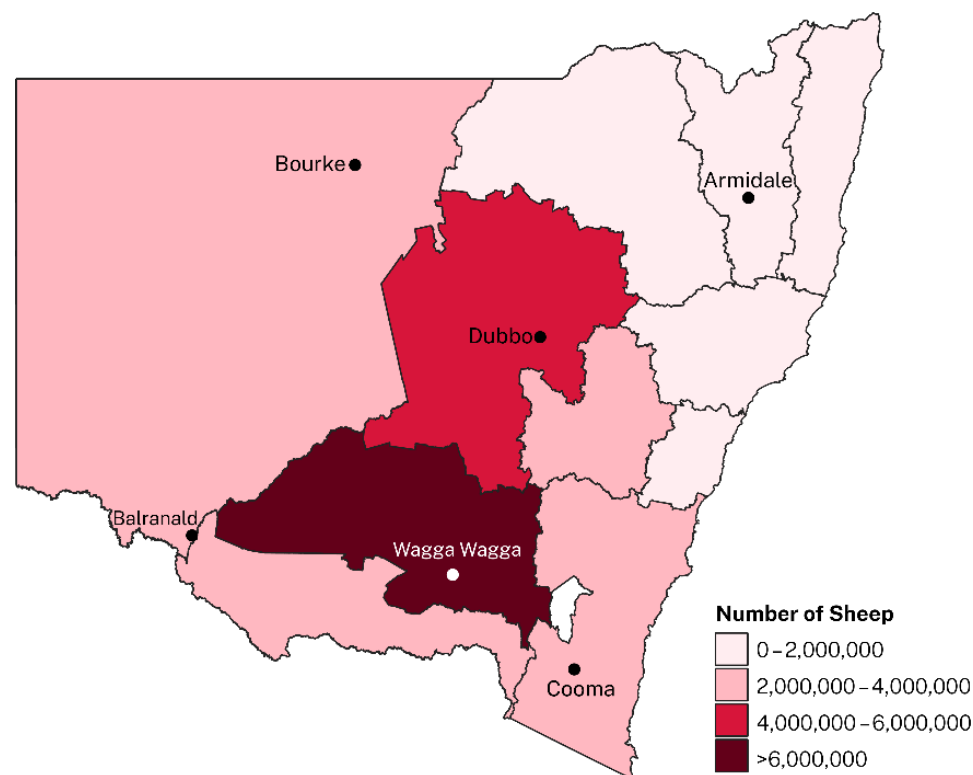 Bourke
Armidale
Dubbo
Balranald
Wagga Wagga
Cooma
Number of Sheep
0–2,000,000
2,000,000–4,000,000
4,000,000–6,000,000
>6,000,000